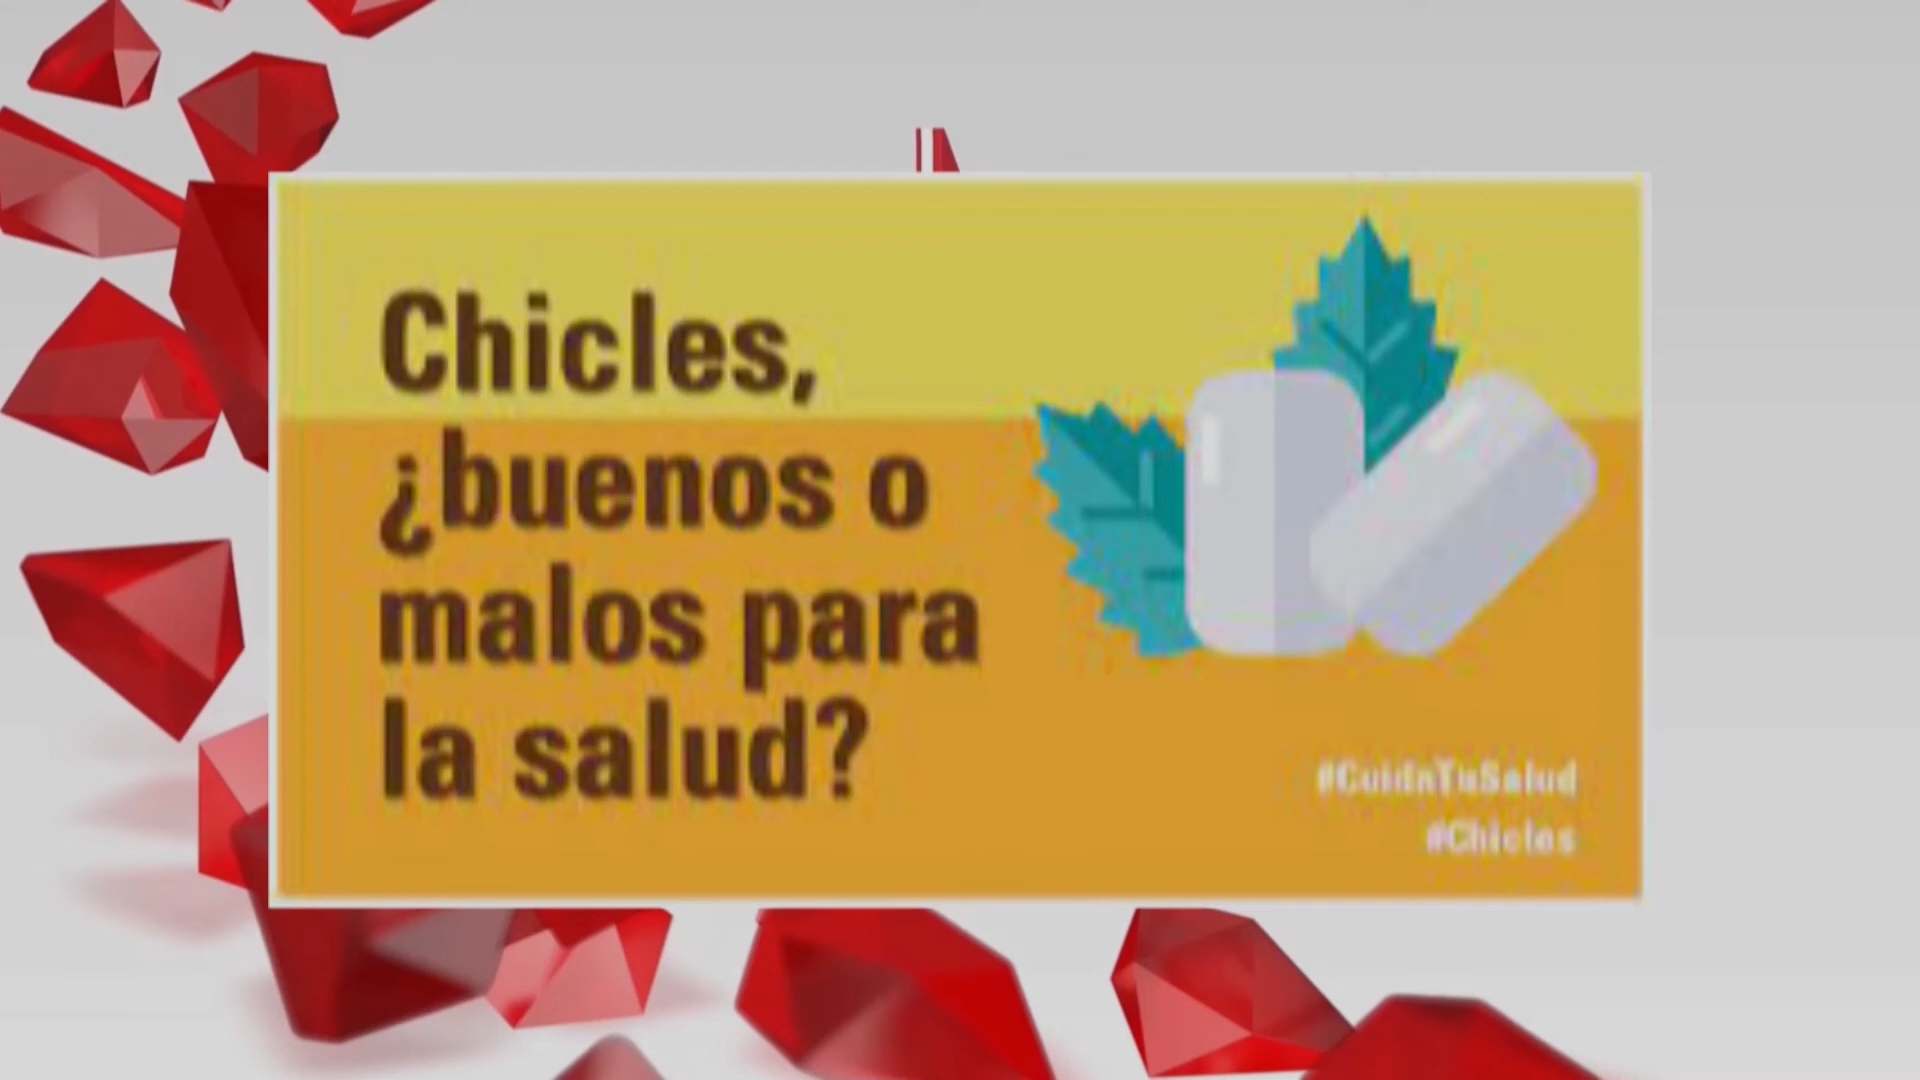 Chicles,
¿buenos o
malos para
la salud?
#CuidaTuSalud
#Chicles